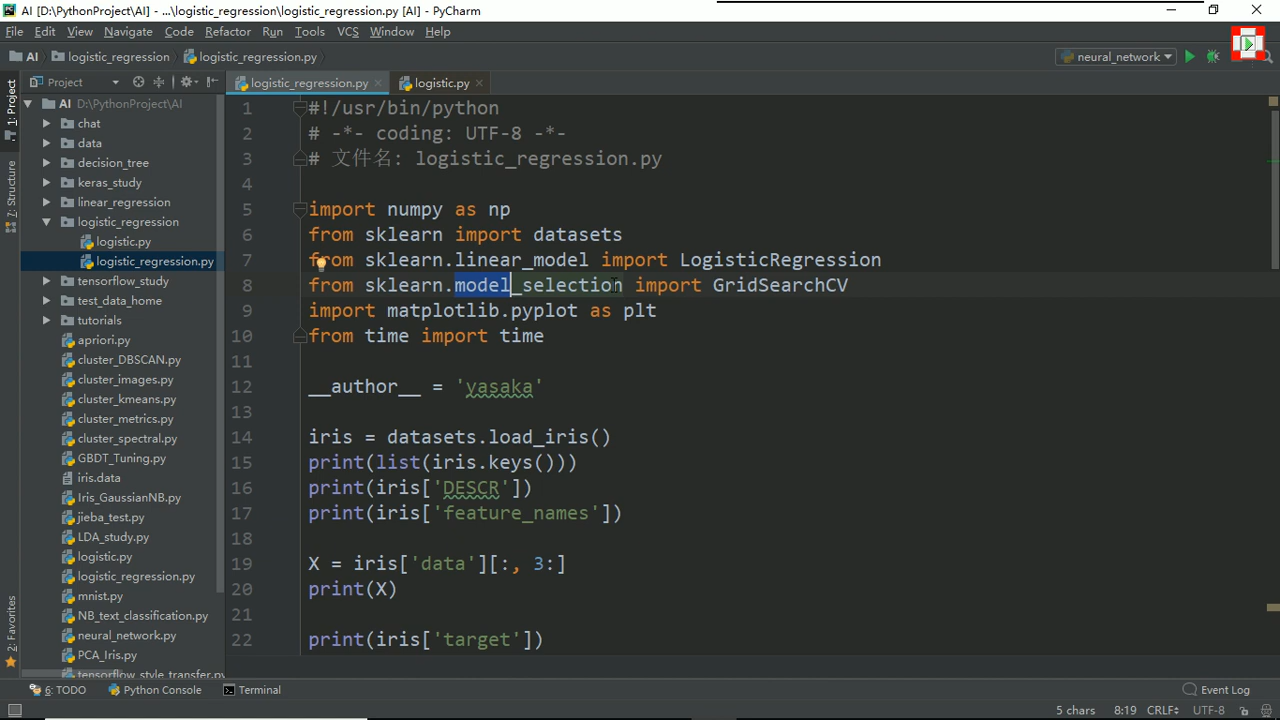 AI [D:\PythonProject\AI] - ...\logistic_regression\logistic_regression.py [AI] - PyCharm
File Edit View Navigate Code Refactor Run Tools VCS Window Help
AI logistic_regression logistic_regression.py neural_network
Project logistic_regression.py logistic.py
1: Project
7: Structure
2: Favorites
AI D:\PythonProject\AI
chat
data
decision_tree
keras_study
linear_regression
logistic_regression
logistic.py
logistic_regression.py
tensorflow_study
test_data_home
tutorials
apriori.py
cluster_DBSCAN.py
cluster_images.py
cluster_kmeans.py
cluster_metrics.py
cluster_spectral.py
GBDT_Tuning.py
iris.data
Iris_GaussianNB.py
jieba_test.py
LDA_study.py
logistic.py
logistic_regression.py
mnist.py
NB_text_classification.py
neural_network.py
PCA_Iris.py
tensorflow_style_transfer.py
1 #!/usr/bin/python
2 # -*- coding: UTF-8 -*-
3 # 文件名: logistic_regression.py
4
5 import numpy as np
6 from sklearn import datasets
7 from sklearn.linear_model import LogisticRegression
8 from sklearn.model_selection import GridSearchCV
9 import matplotlib.pyplot as plt
10 from time import time
11
12 __author__ = 'yasaka'
13
14 iris = datasets.load_iris()
15 print(list(iris.keys()))
16 print(iris['DESCR'])
17 print(iris['feature_names'])
18
19 X = iris['data'][:, 3:]
20 print(X)
21
22 print(iris['target'])
6: TODO Python Console Terminal Event Log
5 chars 8:19 CRLF UTF-8